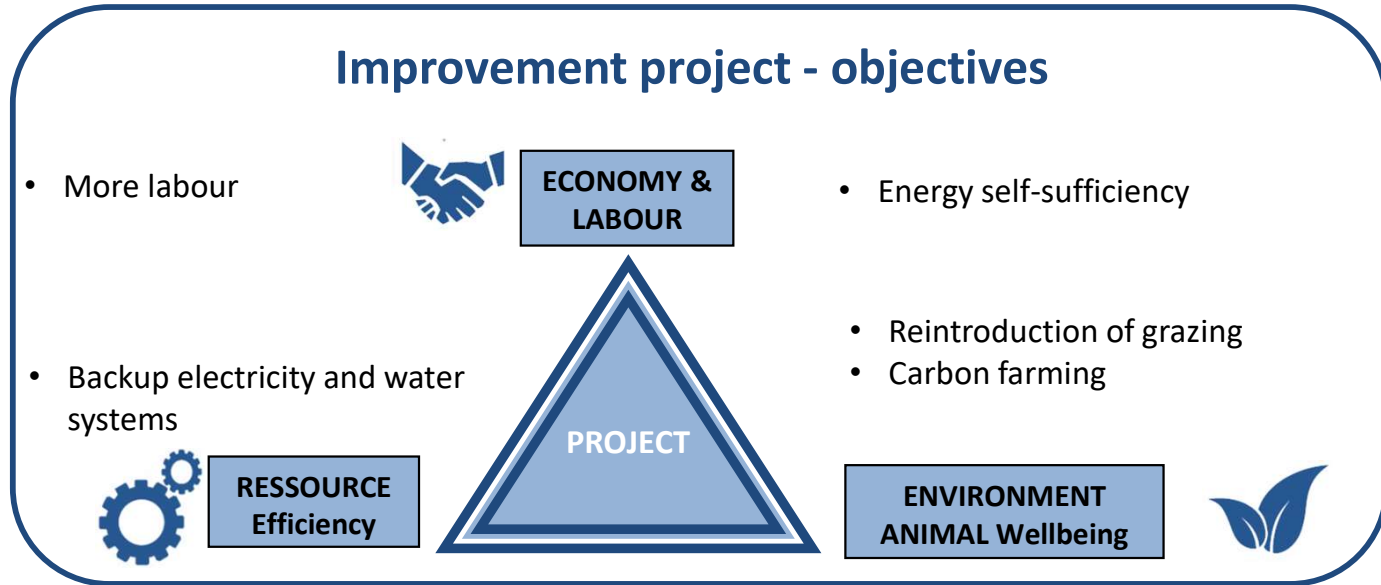 Improvement project - objectives
• More labour
ECONOMY &
LABOUR
• Energy self-sufficiency
• Reintroduction of grazing
• Carbon farming
• Backup electricity and water
systems
PROJECT
RESSOURCE
Efficiency
ENVIRONMENT
ANIMAL Wellbeing